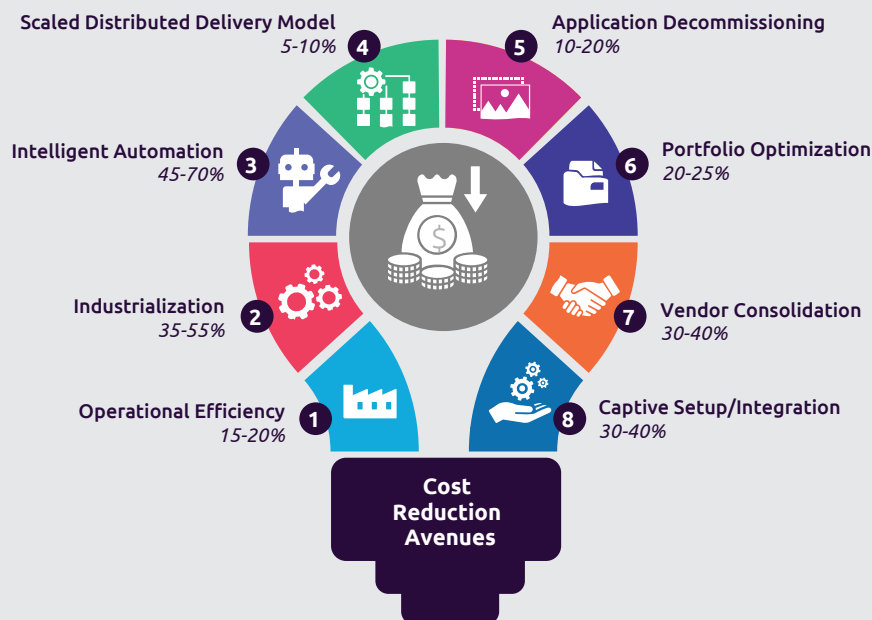 Scaled Distributed Delivery Model
5-10%
4
5
Application Decommissioning
10-20%
Intelligent Automation
45-70%
3
6
Portfolio Optimization
20-25%
$
Industrialization
35-55%
2
7
Vendor Consolidation
30-40%
Operational Efficiency
15-20%
1
8
Captive Setup/Integration
30-40%
Cost
Reduction
Avenues